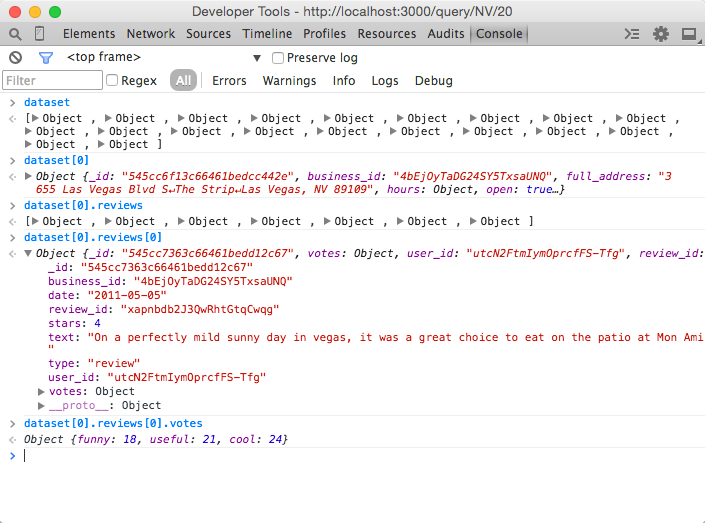 Developer Tools - http://localhost:3000/query/NV/20
Elements Network Sources Timeline Profiles Resources Audits Console
<top frame> Preserve log
Filter Regex All Errors Warnings Info Logs Debug
dataset
[Object , Object , Object , Object , Object , Object , Object , Object , Object ,
Object , Object , Object , Object , Object , Object , Object , Object , Object ,
Object , Object ]
dataset[0]
Object {_id: "545cc6f13c66461bedcc442e", business_id: "4bEjOyTaDG24SY5TxsaUNQ", full_address: "3
655 Las Vegas Blvd S↵The Strip↵Las Vegas, NV 89109", hours: Object, open: true…}
dataset[0].reviews
[Object , Object , Object , Object , Object , Object , Object ]
dataset[0].reviews[0]
Object {_id: "545cc7363c66461bedd12c67", votes: Object, user_id: "utcN2FtmIymOprcfFS-Tfg", review_id:
_id: "545cc7363c66461bedd12c67"
business_id: "4bEjOyTaDG24SY5TxsaUNQ"
date: "2011-05-05"
review_id: "xapnbdb2J3QwRhtGtqCwqg"
stars: 4
text: "On a perfectly mild sunny day in vegas, it was a great choice to eat on the patio at Mon Ami
"
type: "review"
user_id: "utcN2FtmIymOprcfFS-Tfg"
votes: Object
__proto__: Object
dataset[0].reviews[0].votes
Object {funny: 18, useful: 21, cool: 24}